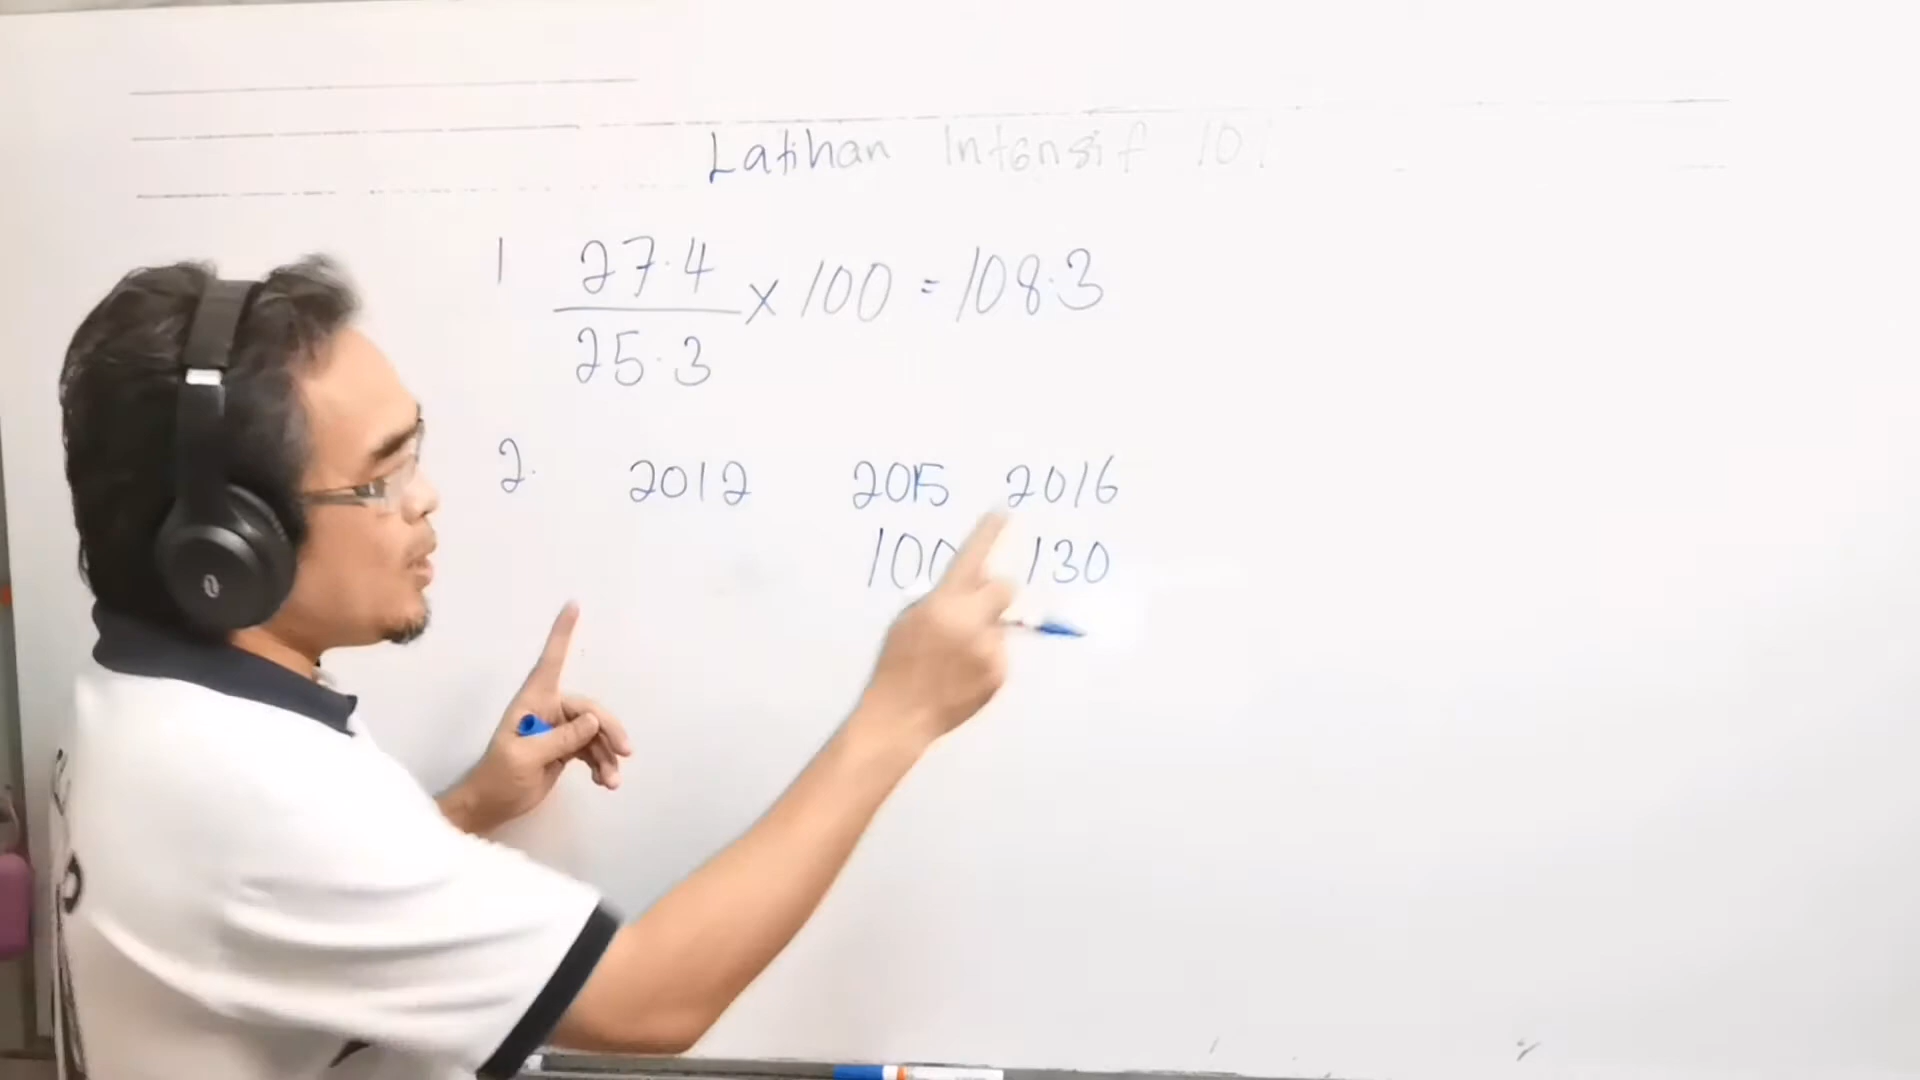 Latihan Intensif 10.1
1 27.4
x 100 = 108.3
25.3
2. 2012 2015 2016
100 130